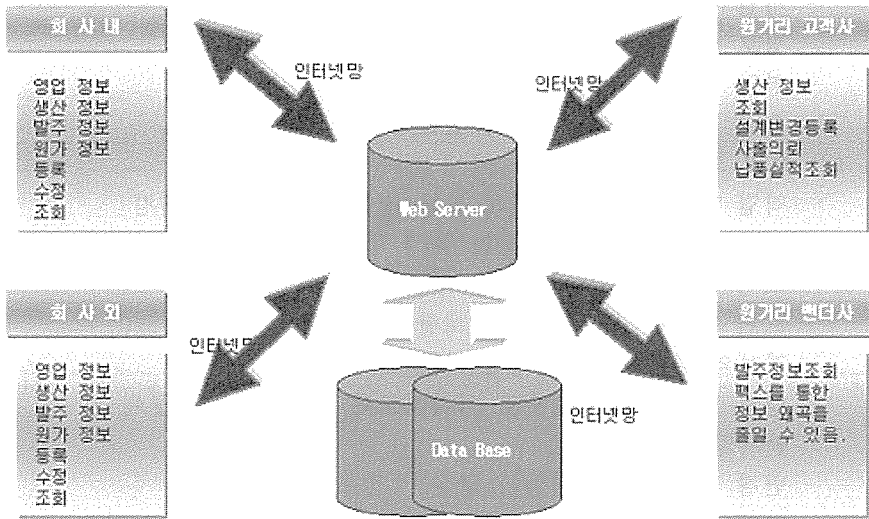 회 사 내
영업 정보
생산 정보
발주 정보
원가 정보
등록
수정
조회
인터넷망
인터넷망
원거리 고객사
생산 정보
조회
설계변경등록
사출의뢰
납품실적조회
Web Server
회 사 외
영업 정보
생산 정보
발주 정보
원가 정보
등록
수정
조회
인터넷망
인터넷망
Data Base
원거리 벤더사
발주정보조회
팩스를 통한
정보 왜곡을
줄일 수 있음.